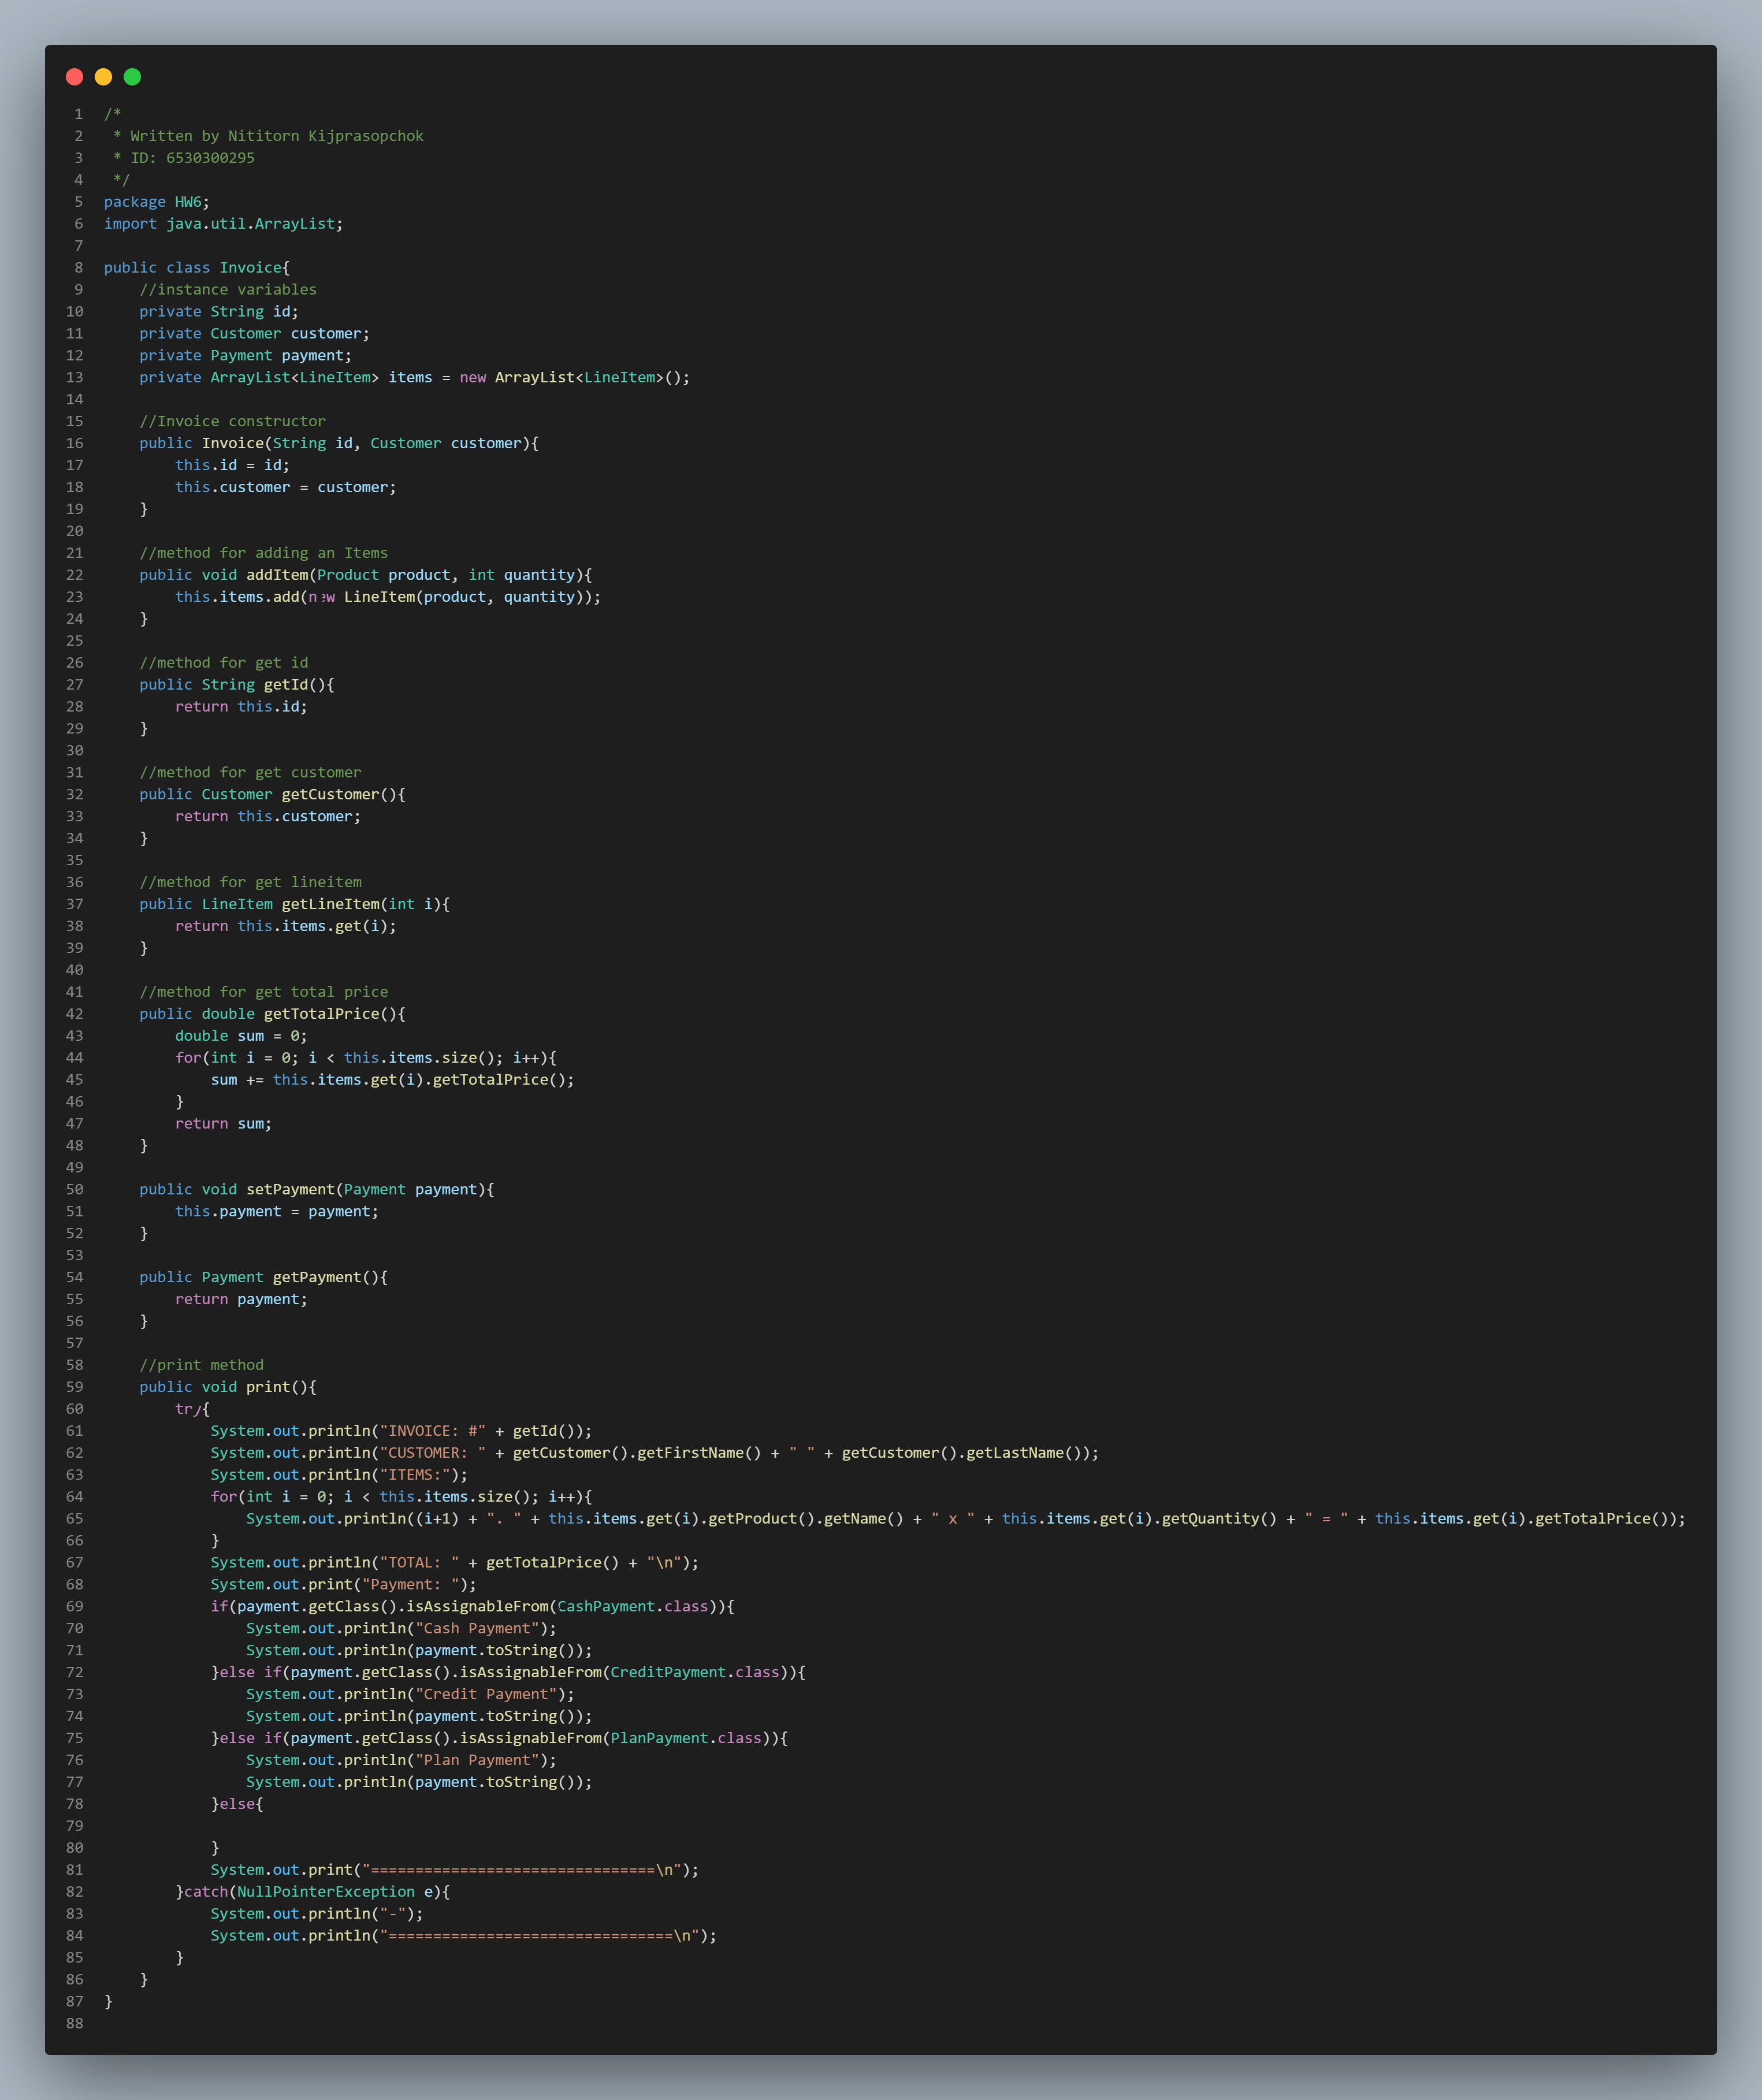 1 /*
2  * Written by Nititorn Kijprasopchok
3  * ID: 6530300295
4  */
5 package HW6;
6 import java.util.ArrayList;
7
8 public class Invoice{
9     //instance variables
10     private String id;
11     private Customer customer;
12     private Payment payment;
13     private ArrayList<LineItem> items = new ArrayList<LineItem>();
14
15     //Invoice constructor
16     public Invoice(String id, Customer customer){
17         this.id = id;
18         this.customer = customer;
19     }
20
21     //method for adding an Items
22     public void addItem(Product product, int quantity){
23         this.items.add(new LineItem(product, quantity));
24     }
25
26     //method for get id
27     public String getId(){
28         return this.id;
29     }
30
31     //method for get customer
32     public Customer getCustomer(){
33         return this.customer;
34     }
35
36     //method for get lineitem
37     public LineItem getLineItem(int i){
38         return this.items.get(i);
39     }
40
41     //method for get total price
42     public double getTotalPrice(){
43         double sum = 0;
44         for(int i = 0; i < this.items.size(); i++){
45             sum += this.items.get(i).getTotalPrice();
46         }
47         return sum;
48     }
49
50     public void setPayment(Payment payment){
51         this.payment = payment;
52     }
53
54     public Payment getPayment(){
55         return payment;
56     }
57
58     //print method
59     public void print(){
60         try{
61             System.out.println("INVOICE: #" + getId());
62             System.out.println("CUSTOMER: " + getCustomer().getFirstName() + " " + getCustomer().getLastName());
63             System.out.println("ITEMS:");
64             for(int i = 0; i < this.items.size(); i++){
65                 System.out.println((i+1) + ". " + this.items.get(i).getProduct().getName() + " x " + this.items.get(i).getQuantity() + " = " + this.items.get(i).getTotalPrice());
66             }
67             System.out.println("TOTAL: " + getTotalPrice() + "\n");
68             System.out.print("Payment: ");
69             if(payment.getClass().isAssignableFrom(CashPayment.class)){
70                 System.out.println("Cash Payment");
71                 System.out.println(payment.toString());
72             }else if(payment.getClass().isAssignableFrom(CreditPayment.class)){
73                 System.out.println("Credit Payment");
74                 System.out.println(payment.toString());
75             }else if(payment.getClass().isAssignableFrom(PlanPayment.class)){
76                 System.out.println("Plan Payment");
77                 System.out.println(payment.toString());
78             }else{
79
80             }
81             System.out.print("================================\n");
82         }catch(NullPointerException e){
83             System.out.println("-");
84             System.out.println("================================\n");
85         }
86     }
87 }
88